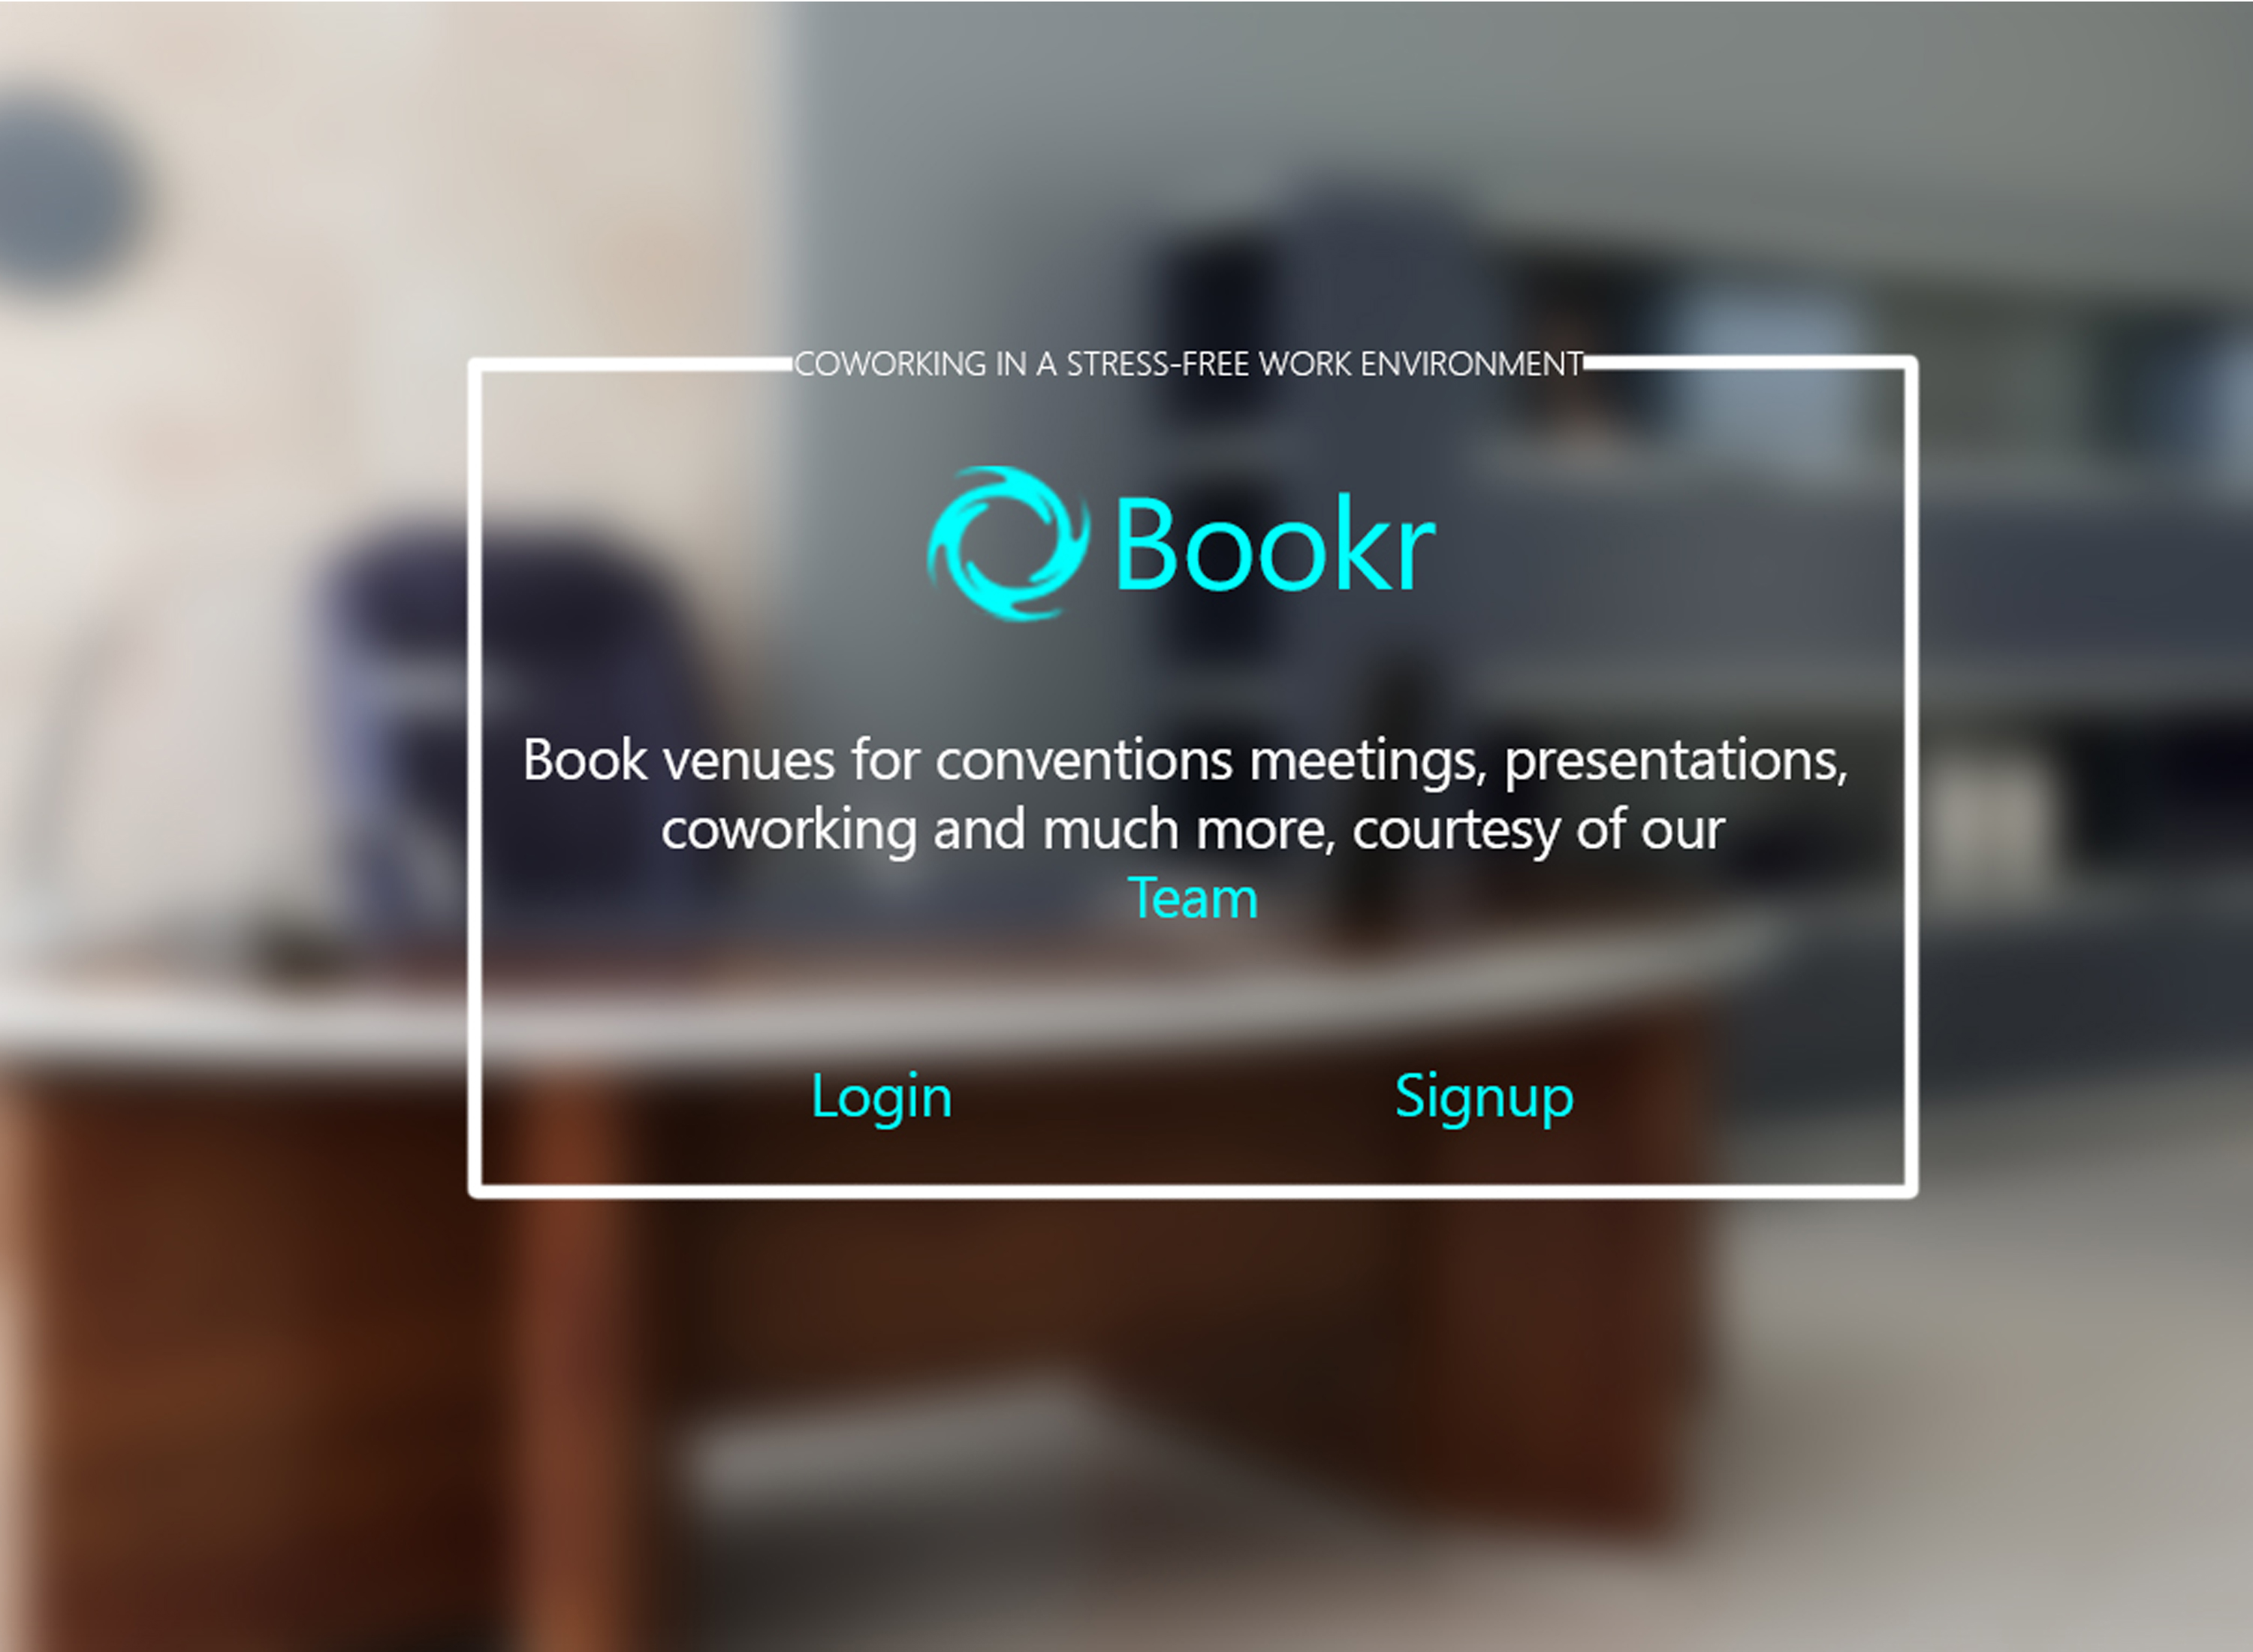 COWORKING IN A STRESS-FREE WORK ENVIRONMENT
Bookr
Book venues for conventions meetings, presentations,
coworking and much more, courtesy of our
Team
Login Signup